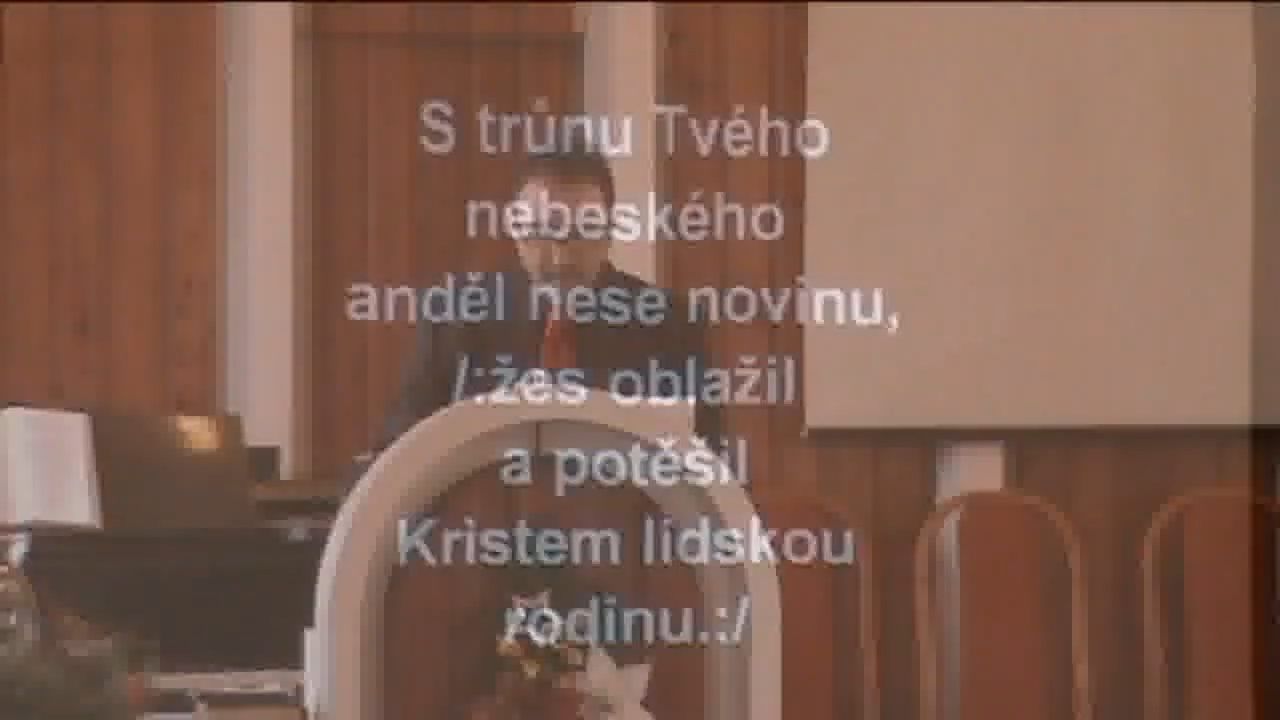 S trůnu Tvého
nebeského
anděl nese novinu,
/:žes oblažil
a potěšil
Kristem lidskou
rodinu.:/